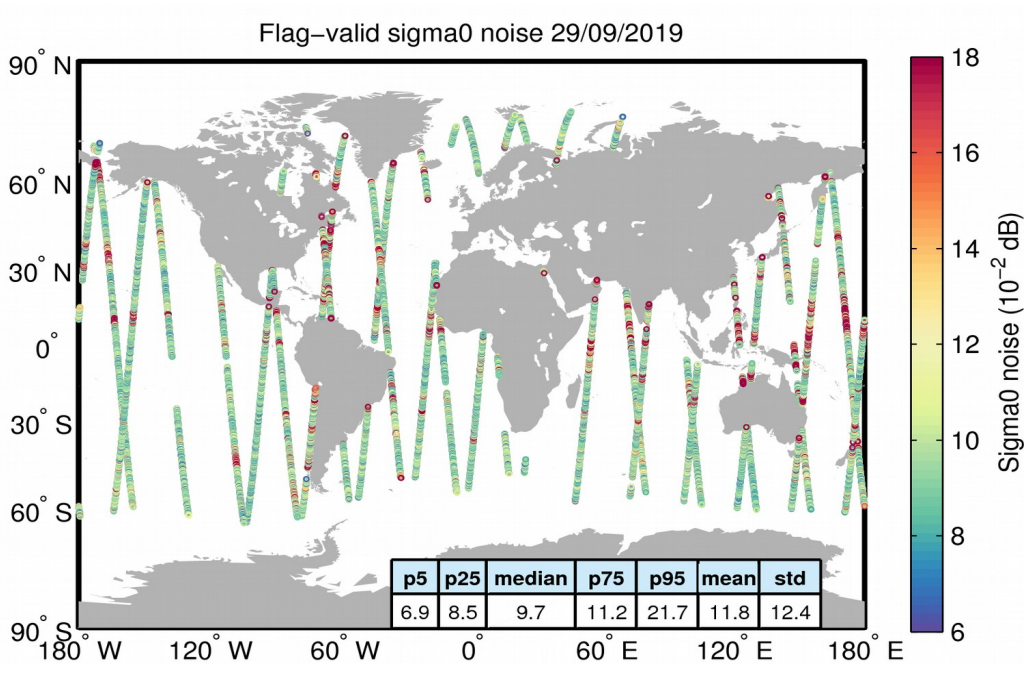 Flag−valid sigma0 noise 29/09/2019
90° N
60° N
30° N
0°
30° S
60° S
90° S
180° W
120° W
60° W
0°
60° E
120° E
180° E
p5 p25 median p75 p95 mean std
6.9 8.5 9.7 11.2 21.7 11.8 12.4
18
16
14
12
10
8
6
Sigma0 noise (10⁻² dB)